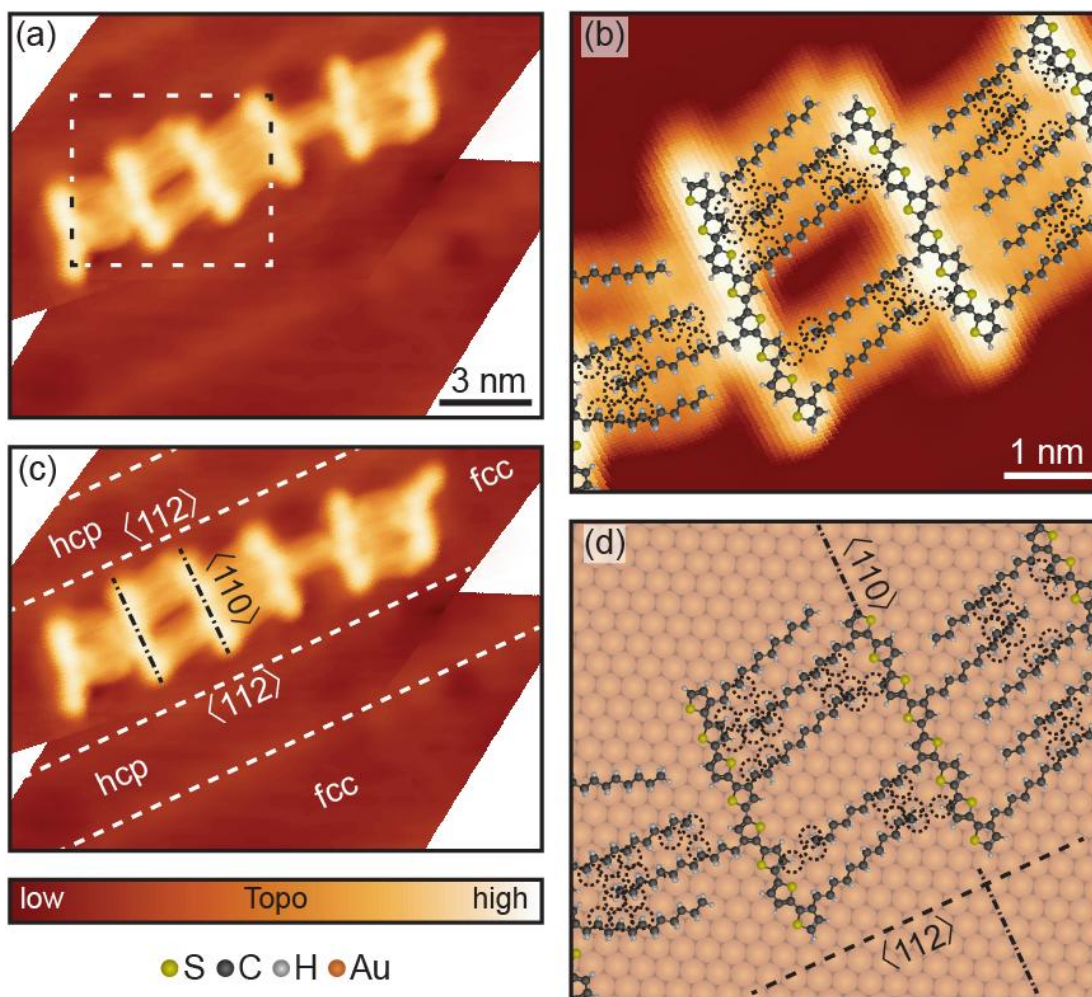 (a)
3 nm
(b)
1 nm
(c)
hcp
⟨112⟩
fcc
⟨110⟩
⟨112⟩
hcp
fcc
(d)
⟨110⟩
⟨112⟩
low Topo high
S C H Au